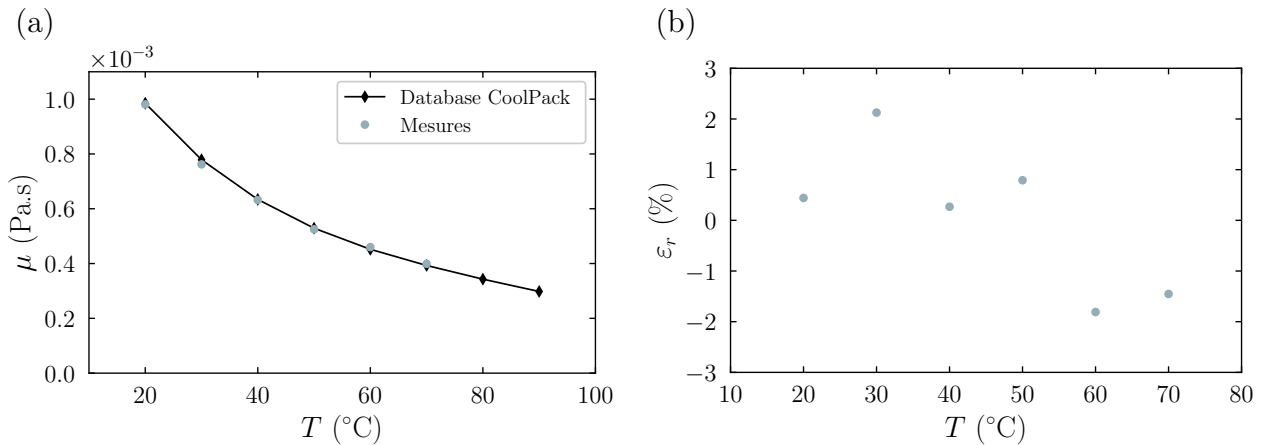 (a)
×10⁻³
1.0
0.8
0.6
0.4
0.2
0.0
μ (Pa.s)
Database CoolPack
Mesures
20 40 60 80 100
T (°C)
(b)
3
2
1
0
−1
−2
−3
εᵣ (%)
10 20 30 40 50 60 70 80
T (°C)